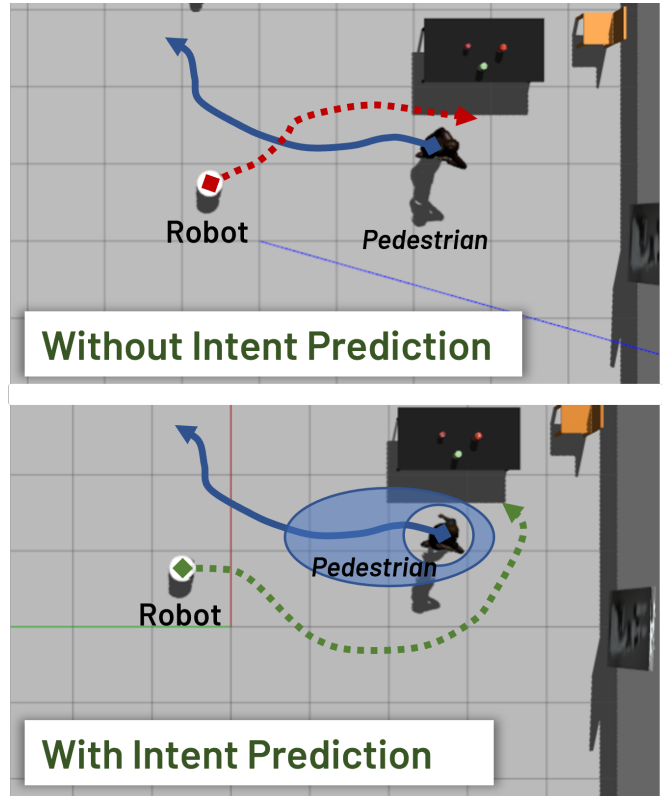 Robot
Pedestrian
Without Intent Prediction
Pedestrian
Robot
With Intent Prediction